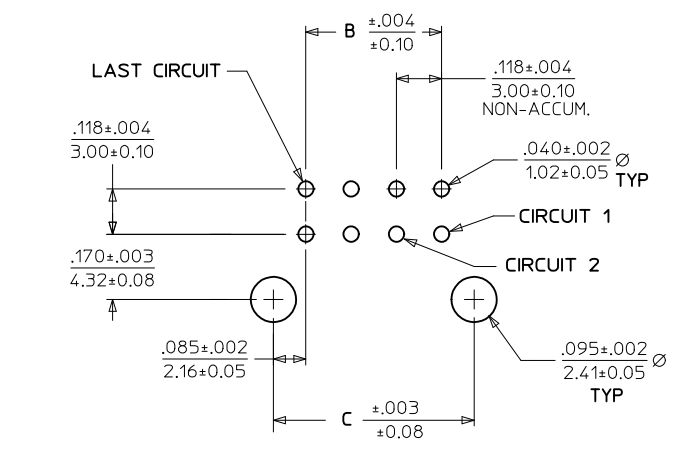 B ±.004
±0.10
LAST CIRCUIT
.118±.004
3.00±0.10
NON-ACCUM.
.118±.004
3.00±0.10
.040±.002
1.02±0.05 ⌀
TYP
CIRCUIT 1
.170±.003
4.32±0.08
CIRCUIT 2
.085±.002
2.16±0.05
.095±.002
2.41±0.05 ⌀
TYP
C ±.003
±0.08